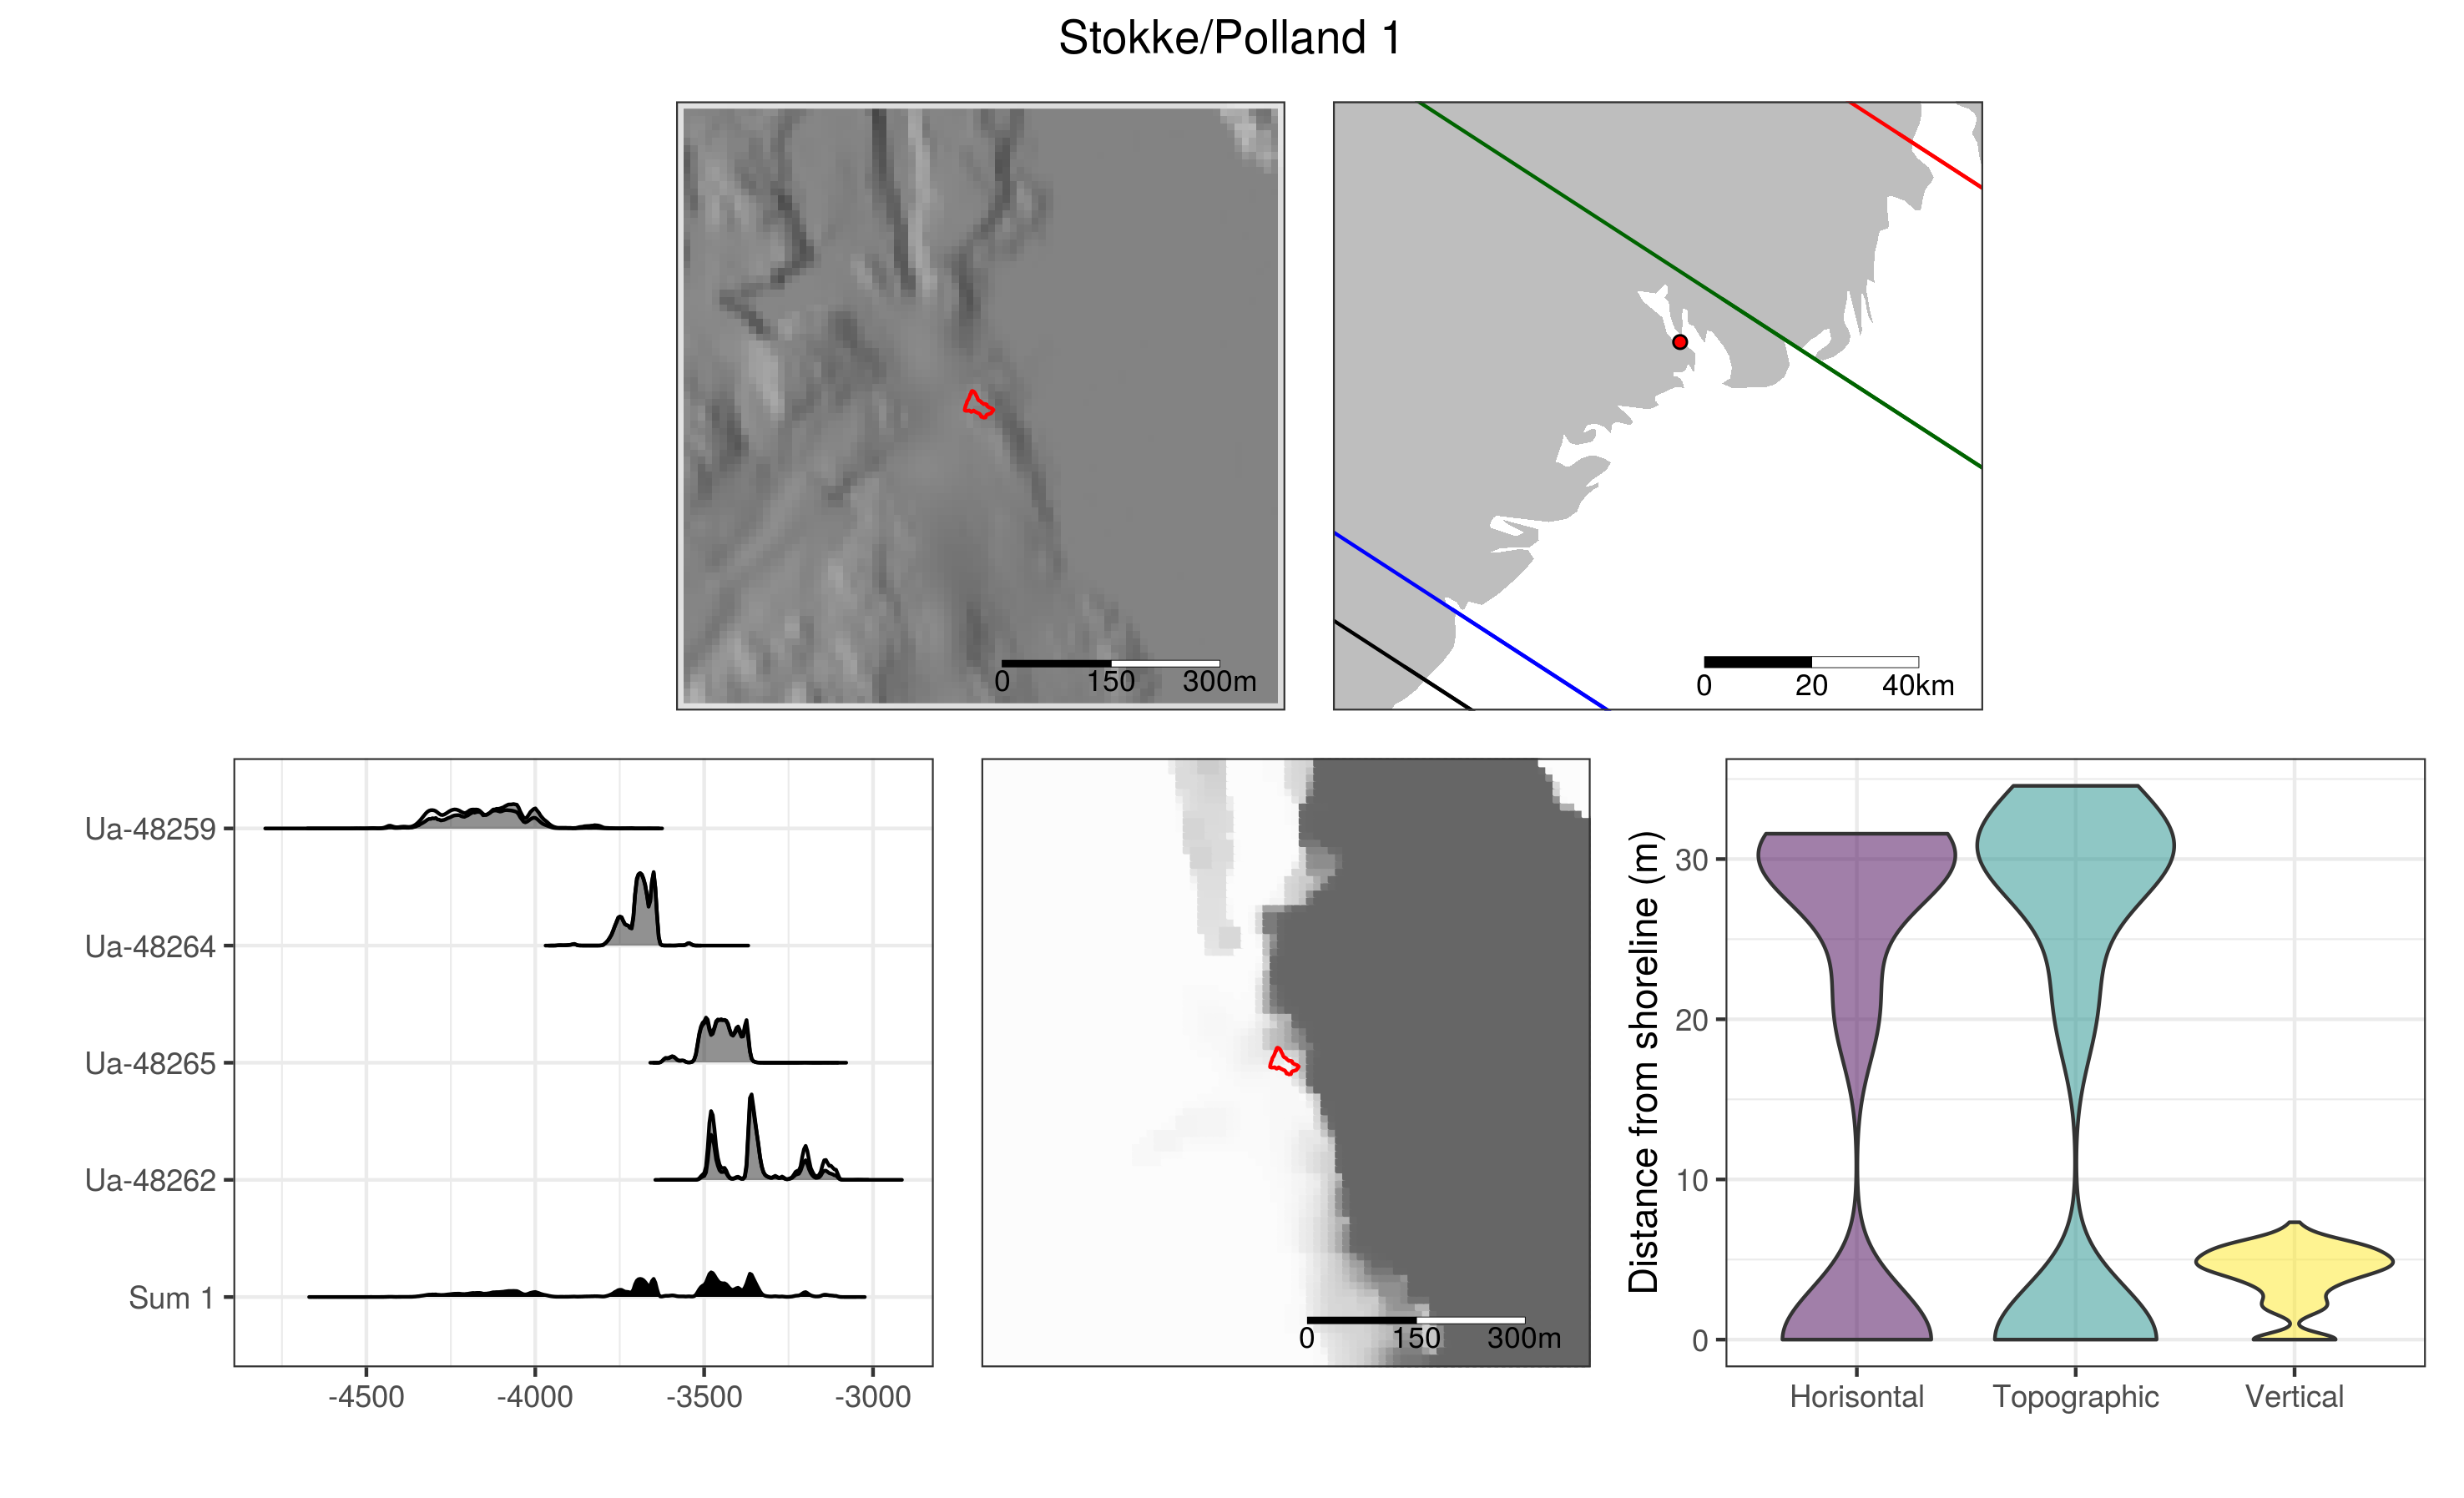 Stokke/Polland 1
0 150 300m
0 20 40km
Ua-48259
Ua-48264
Ua-48265
Ua-48262
Sum 1
-4500 -4000 -3500 -3000
0 150 300m
Distance from shoreline (m)
30
20
10
0
Horisontal Topographic Vertical